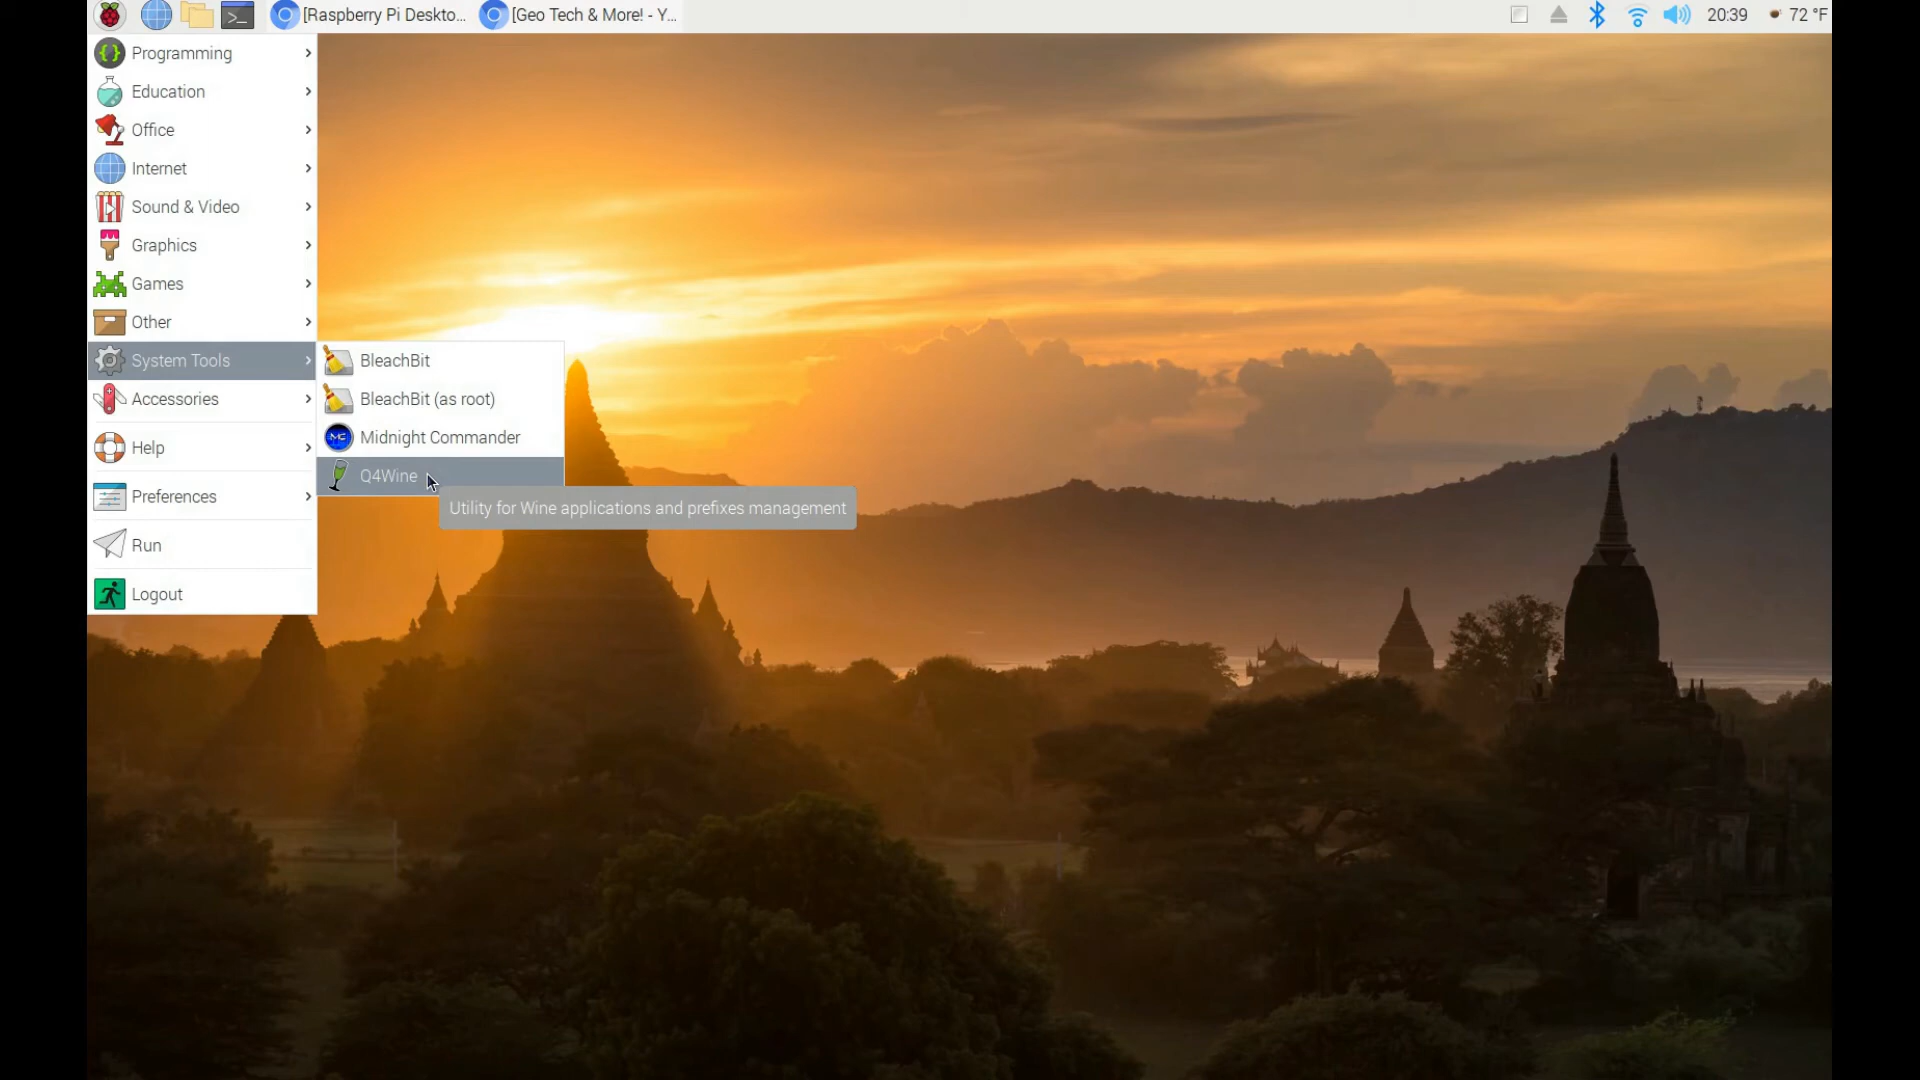 [Raspberry Pi Deskto...
[Geo Tech & More! - Y...
20:39
72 °F
Programming
Education
Office
Internet
Sound & Video
Graphics
Games
Other
System Tools
Accessories
Help
Preferences
Run
Logout
BleachBit
BleachBit (as root)
Midnight Commander
Q4Wine
Utility for Wine applications and prefixes management